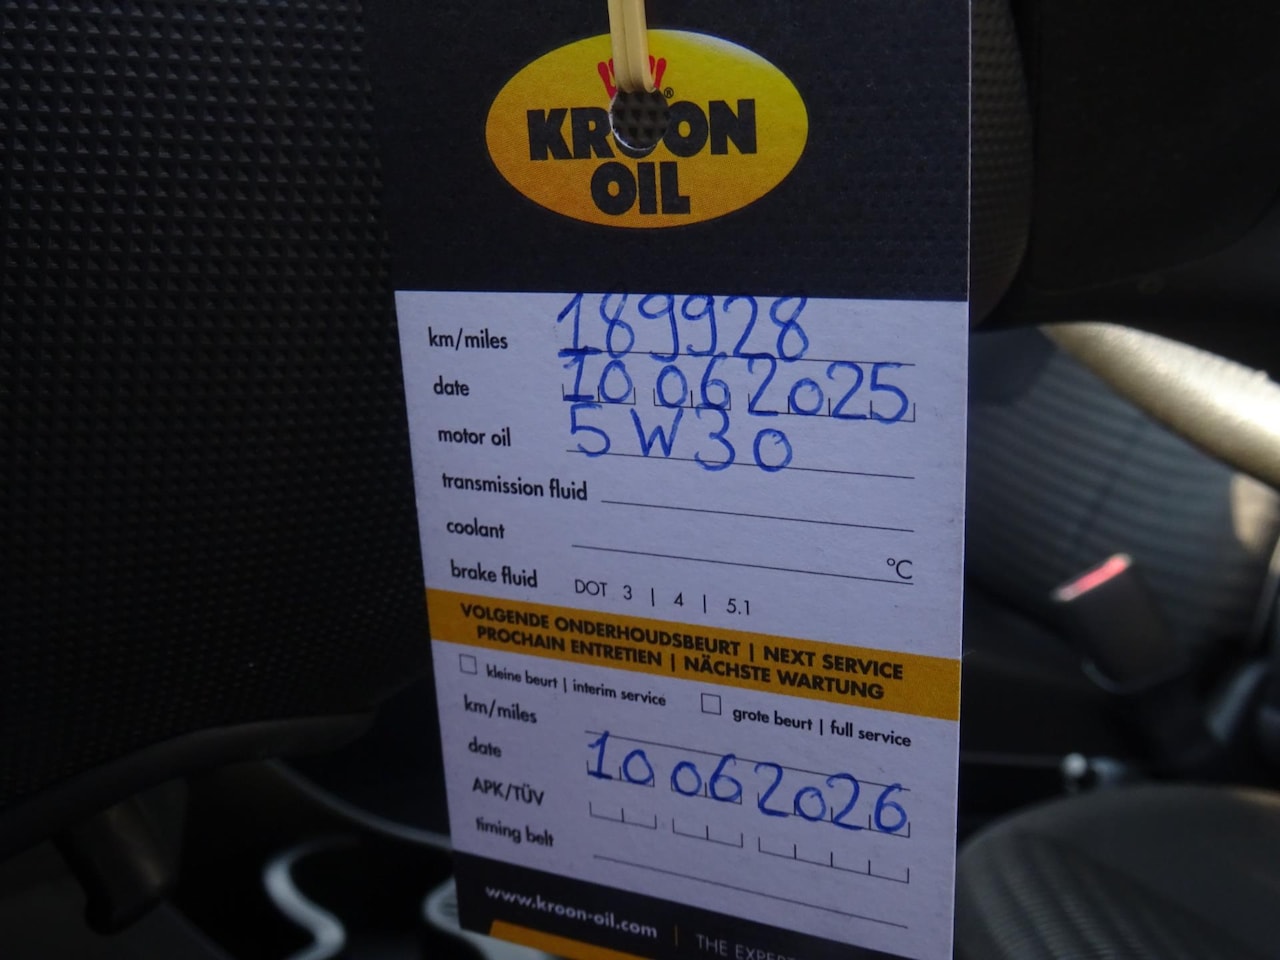 KROON
OIL
km/miles 189928
date 10 06 2025
motor oil 5W30
transmission fluid
coolant °C
brake fluid DOT 3 | 4 | 5.1
VOLGENDE ONDERHOUDSBEURT | NEXT SERVICE
PROCHAIN ENTRETIEN | NÄCHSTE WARTUNG
kleine beurt | interim service grote beurt | full service
km/miles
date 10 06 2026
APK/TÜV
timing belt
www.kroon-oil.com | THE